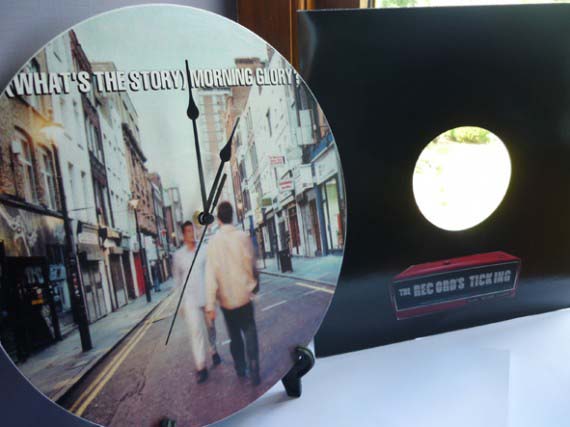 (WHAT'S THE STORY) MORNING GLORY?
THE RECORD'S TICKING